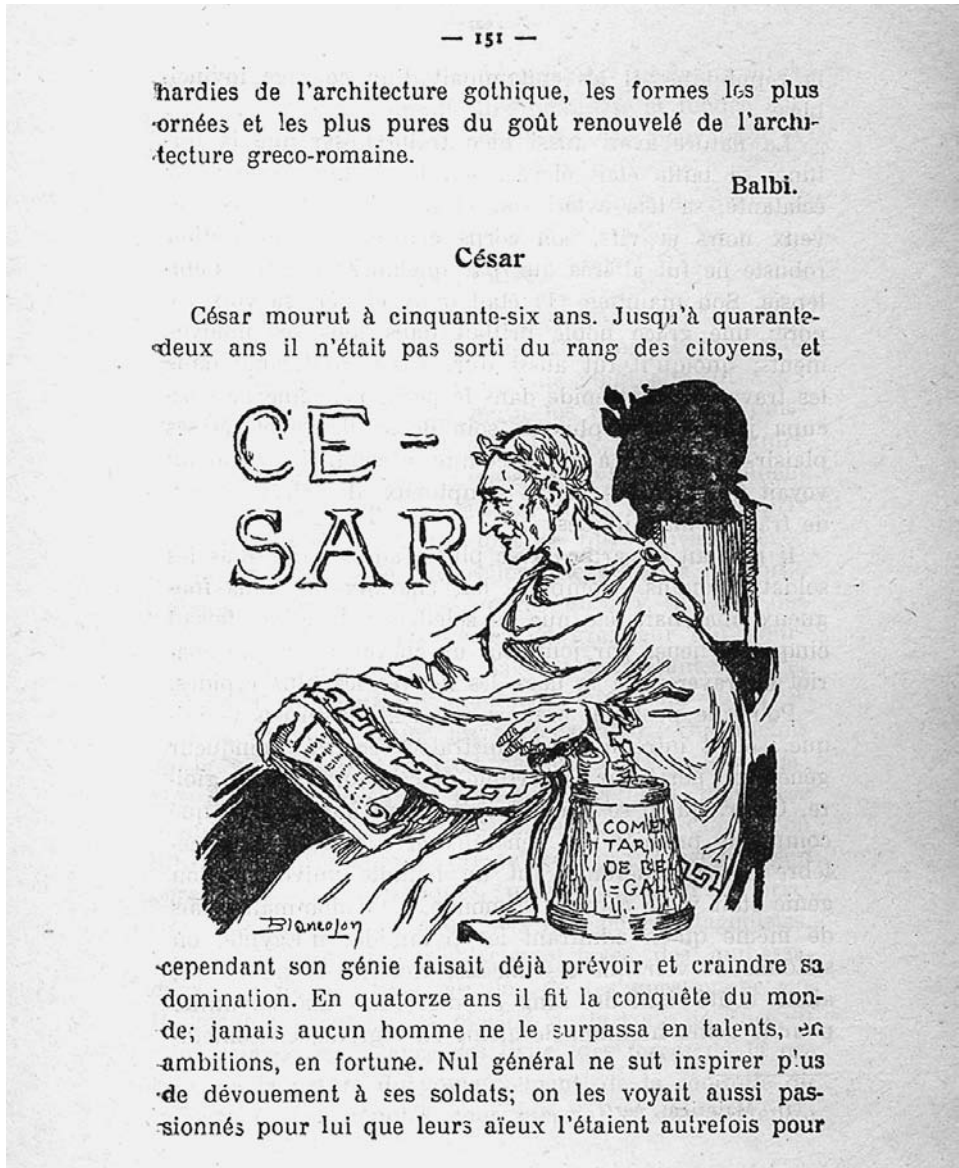 — 151 —
hardies de l'architecture gothique, les formes les plus
ornées et les plus pures du goût renouvelé de l'archi-
tecture greco-romaine.
Balbi.
César
César mourut à cinquante-six ans. Jusqu'à quarante-
deux ans il n'était pas sorti du rang des citoyens, et
CE-
SAR
COMEN
TARI
DE BE
=GAL
Blancolon
cependant son génie faisait déjà prévoir et craindre sa
domination. En quatorze ans il fit la conquête du mon-
de; jamais aucun homme ne le surpassa en talents, en
ambitions, en fortune. Nul général ne sut inspirer plus
de dévouement à ses soldats; on les voyait aussi pas-
sionnés pour lui que leurs aïeux l'étaient autrefois pour